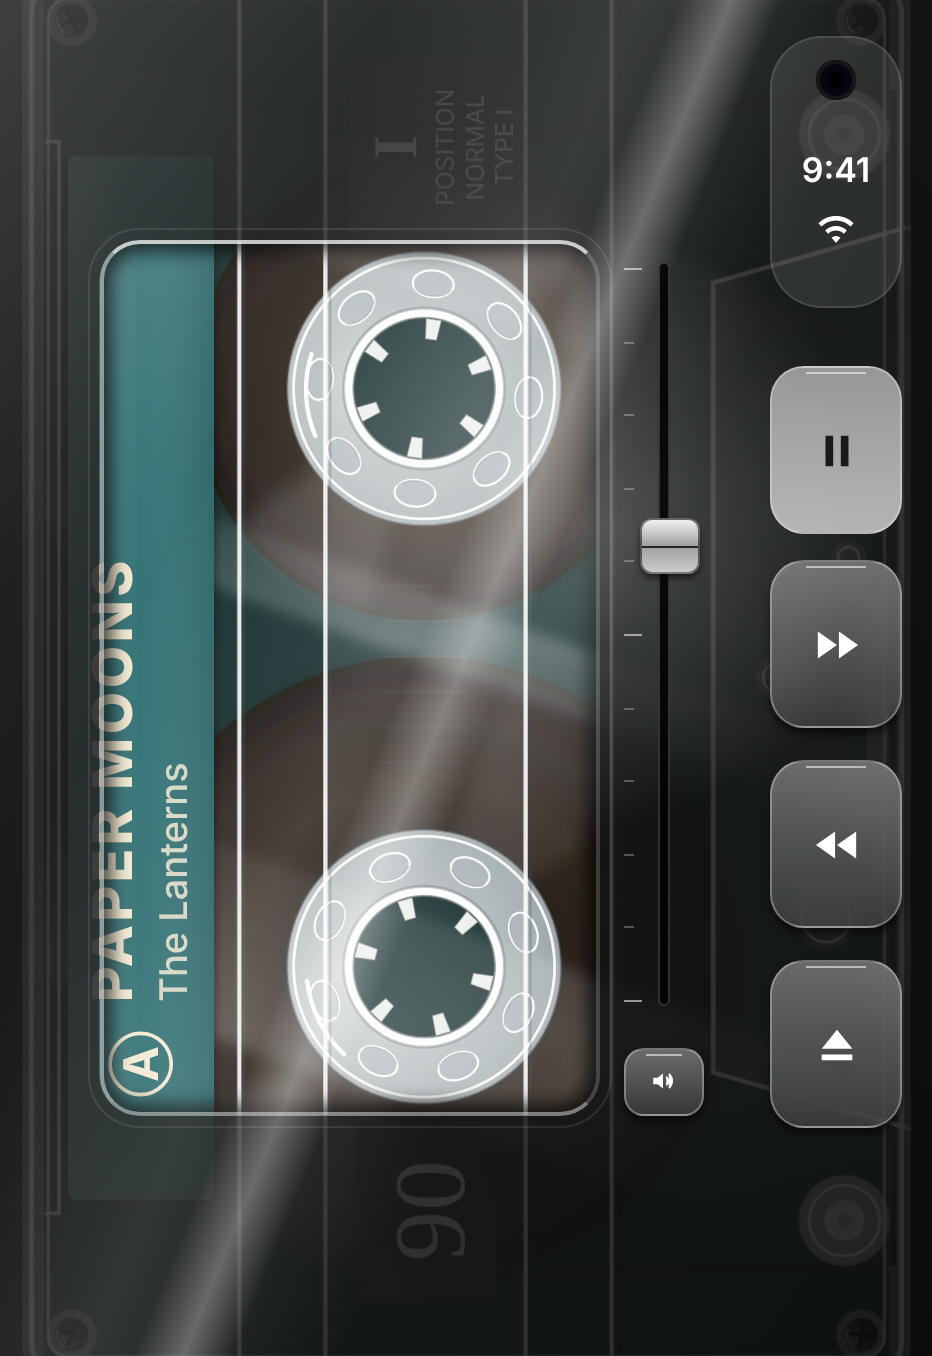 A
PAPER MOONS
The Lanterns
90
I
POSITION
NORMAL
TYPE I
9:41